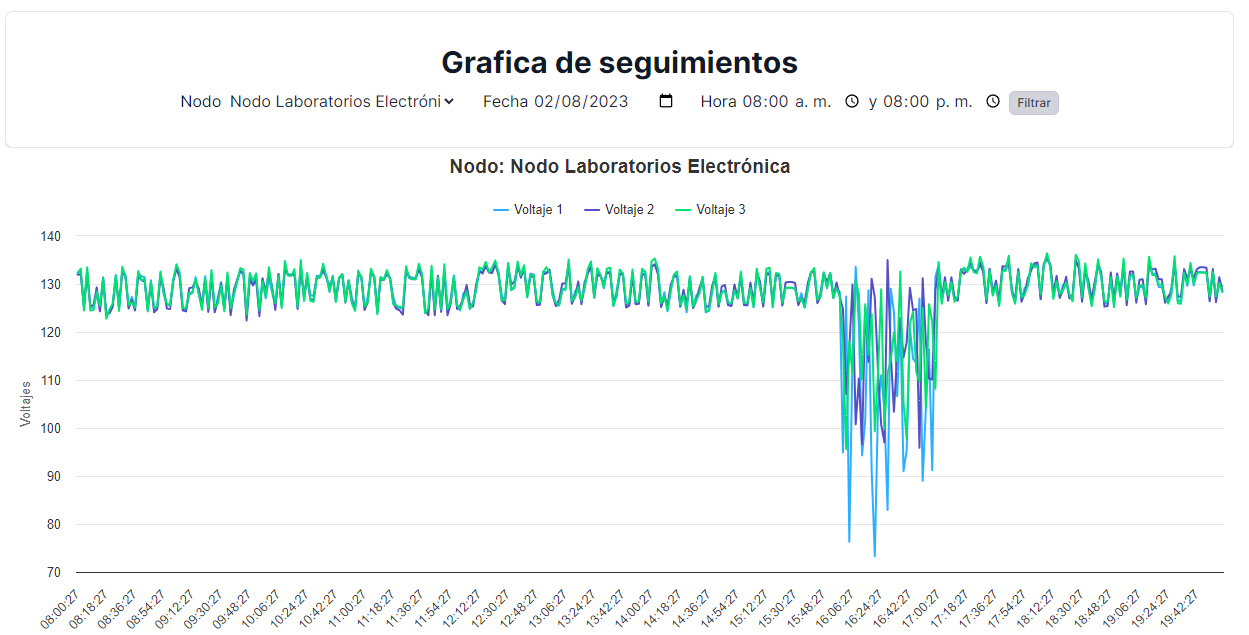 Grafica de seguimientos
Nodo Nodo Laboratorios Electróni Fecha 02/08/2023 Hora 08:00 a. m. y 08:00 p. m. Filtrar
Nodo: Nodo Laboratorios Electrónica
Voltaje 1 Voltaje 2 Voltaje 3
140
130
120
110
100
90
80
70
Voltajes
08:00:27 08:18:27 08:36:27 08:54:27 09:12:27 09:30:27 09:48:27 10:06:27 10:24:27 10:42:27 11:00:27 11:18:27 11:36:27 11:54:27 12:12:27 12:30:27 12:48:27 13:06:27 13:24:27 13:42:27 14:00:27 14:18:27 14:36:27 14:54:27 15:12:27 15:30:27 15:48:27 16:06:27 16:24:27 16:42:27 17:00:27 17:18:27 17:36:27 17:54:27 18:12:27 18:30:27 18:48:27 19:06:27 19:24:27 19:42:27